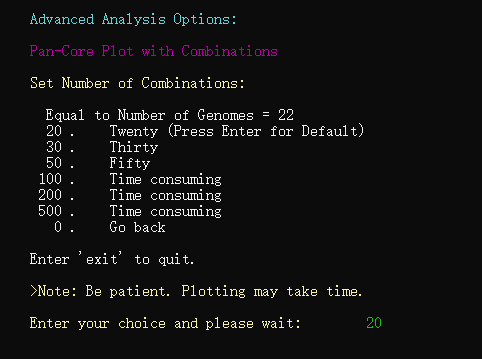 Advanced Analysis Options:
Pan-Core Plot with Combinations
Set Number of Combinations:
Equal to Number of Genomes = 22
20 . Twenty (Press Enter for Default)
30 . Thirty
50 . Fifty
100 . Time consuming
200 . Time consuming
500 . Time consuming
0 . Go back
Enter 'exit' to quit.
>Note: Be patient. Plotting may take time.
Enter your choice and please wait: 20